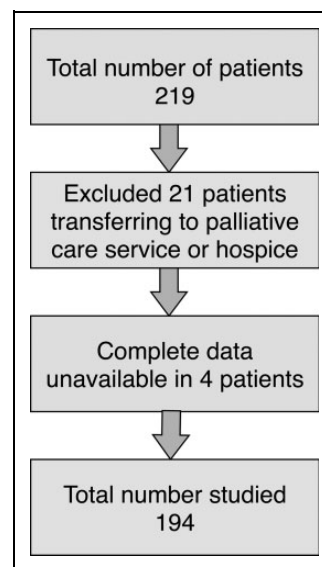 Total number of patients
219
Excluded 21 patients
transferring to palliative
care service or hospice
Complete data
unavailable in 4 patients
Total number studied
194